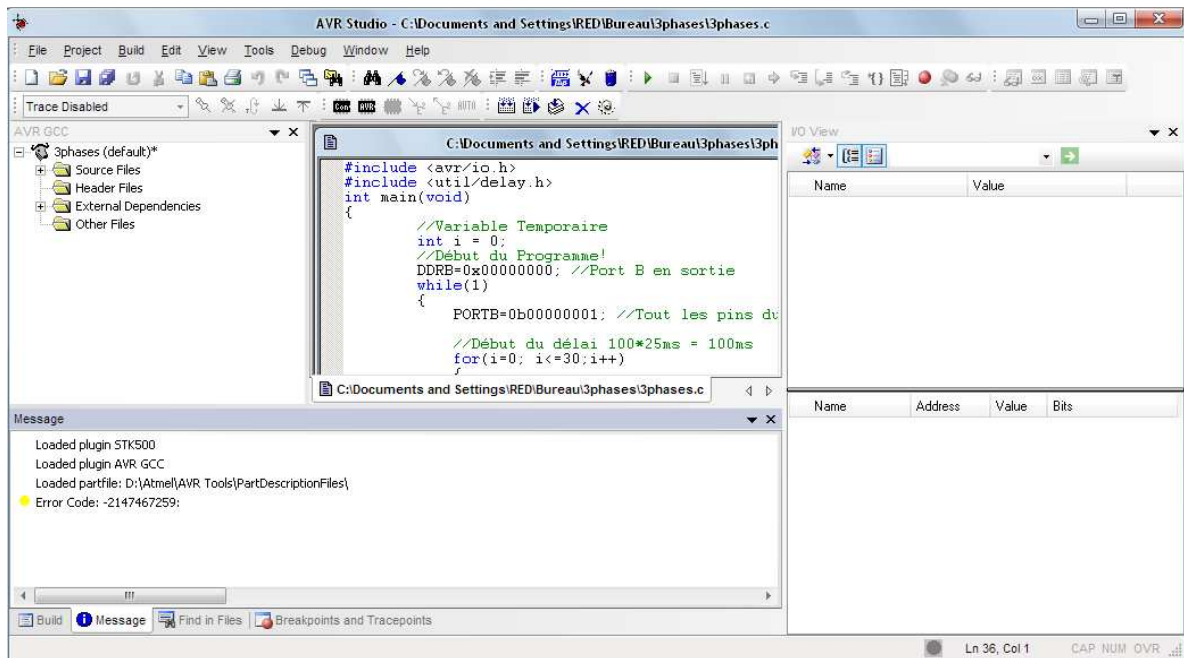 AVR Studio - C:\Documents and Settings\RED\Bureau\3phases\3phases.c
File Project Build Edit View Tools Debug Window Help
Trace Disabled
Con AVR AUTO
AVR GCC
3phases (default)*
Source Files
Header Files
External Dependencies
Other Files
C:\Documents and Settings\RED\Bureau\3phases\3ph
#include <avr/io.h>
#include <util/delay.h>
int main(void)
{
//Variable Temporaire
int i = 0;
//Début du Programme!
DDRB=0x00000000; //Port B en sortie
while(1)
{
PORTB=0b00000001; //Tout les pins du
//Début du délai 100*25ms = 100ms
for(i=0; i<=30;i++)
{
C:\Documents and Settings\RED\Bureau\3phases\3phases.c
I/O View
Name Value
Name Address Value Bits
Message
Loaded plugin STK500
Loaded plugin AVR GCC
Loaded partfile: D:\Atmel\AVR Tools\PartDescriptionFiles\
Error Code: -2147467259:
Build Message Find in Files Breakpoints and Tracepoints
Ln 36, Col 1 CAP NUM OVR